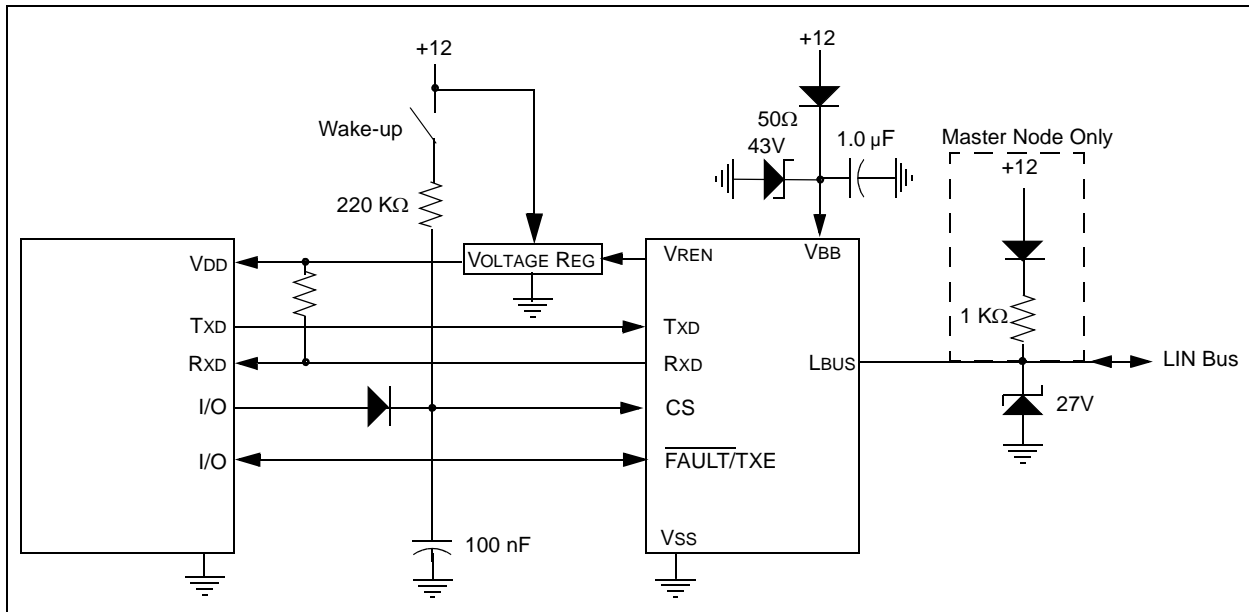 +12
+12
Wake-up
50Ω
43V
1.0 µF
Master Node Only
+12
220 KΩ
VDD
VOLTAGE REG
VREN
VBB
1 KΩ
TXD
TXD
RXD
RXD
LBUS
LIN Bus
I/O
CS
27V
I/O
FAULT/TXE
100 nF
VSS